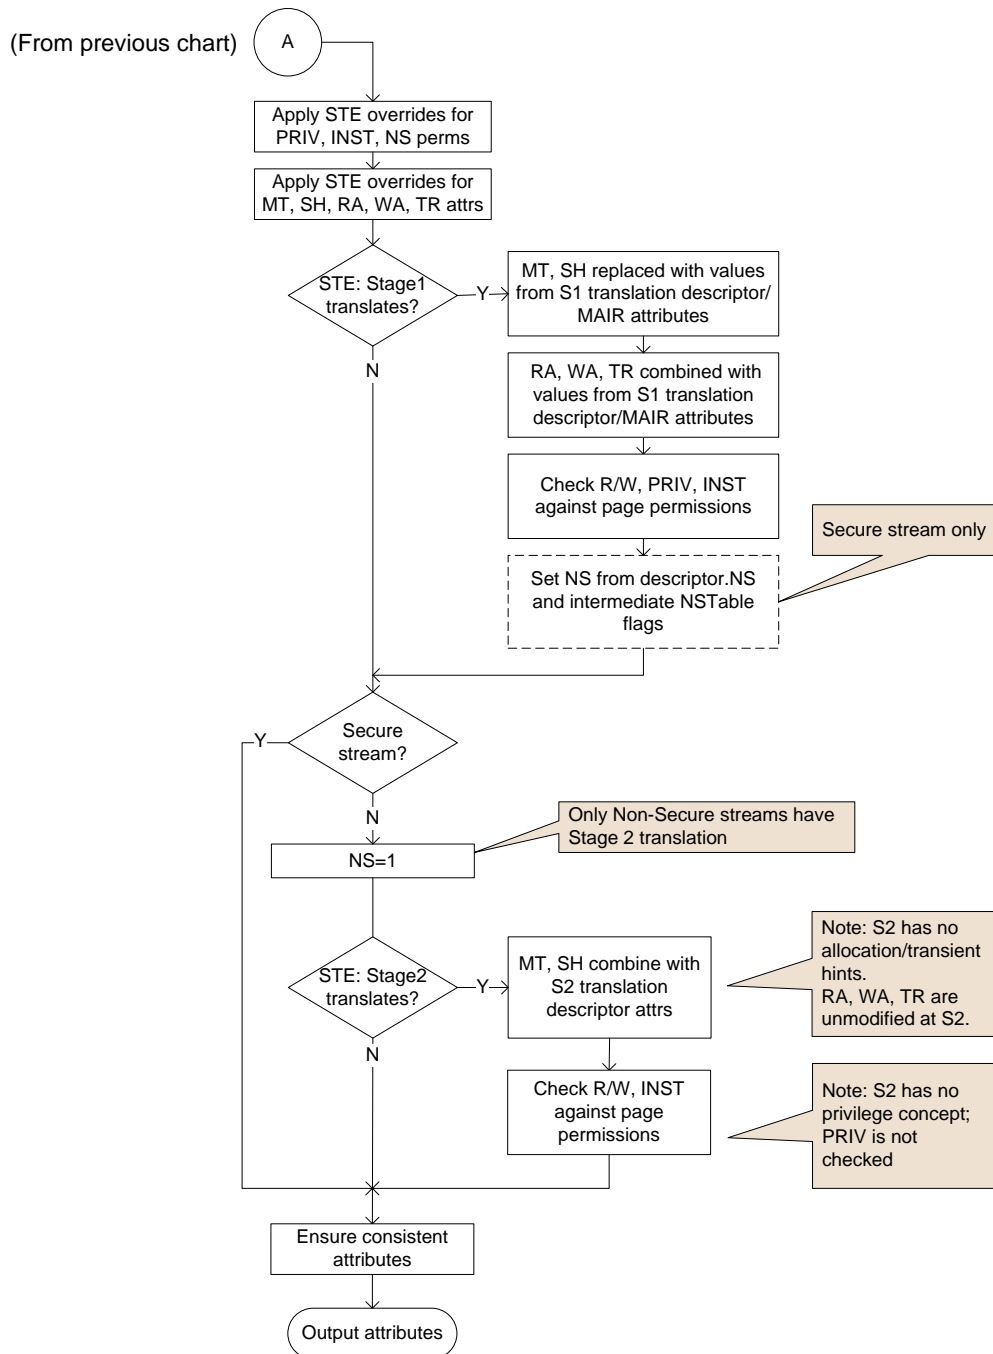 (From previous chart)
A
Apply STE overrides for
PRIV, INST, NS perms
Apply STE overrides for
MT, SH, RA, WA, TR attrs
STE: Stage1
translates?
Y
N
MT, SH replaced with values
from S1 translation descriptor/
MAIR attributes
RA, WA, TR combined with
values from S1 translation
descriptor/MAIR attributes
Check R/W, PRIV, INST
against page permissions
Secure stream only
Set NS from descriptor.NS
and intermediate NSTable
flags
Secure
stream?
Y
N
Only Non-Secure streams have
Stage 2 translation
NS=1
STE: Stage2
translates?
Y
N
MT, SH combine with
S2 translation
descriptor attrs
Note: S2 has no
allocation/transient
hints.
RA, WA, TR are
unmodified at S2.
Check R/W, INST
against page
permissions
Note: S2 has no
privilege concept;
PRIV is not
checked
Ensure consistent
attributes
Output attributes